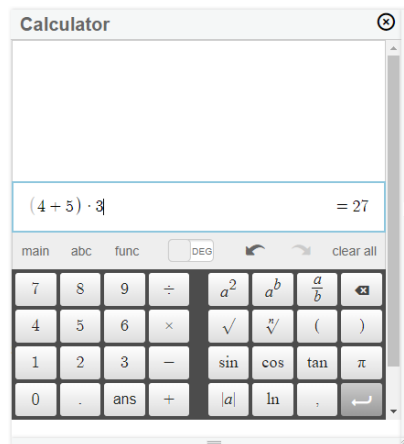 Calculator
(4 + 5) · 3 = 27
main abc func DEG clear all
7 8 9 ÷ a² aᵇ a/b
4 5 6 × √ ⁿ√ ( )
1 2 3 − sin cos tan π
0 . ans + |a| ln ,